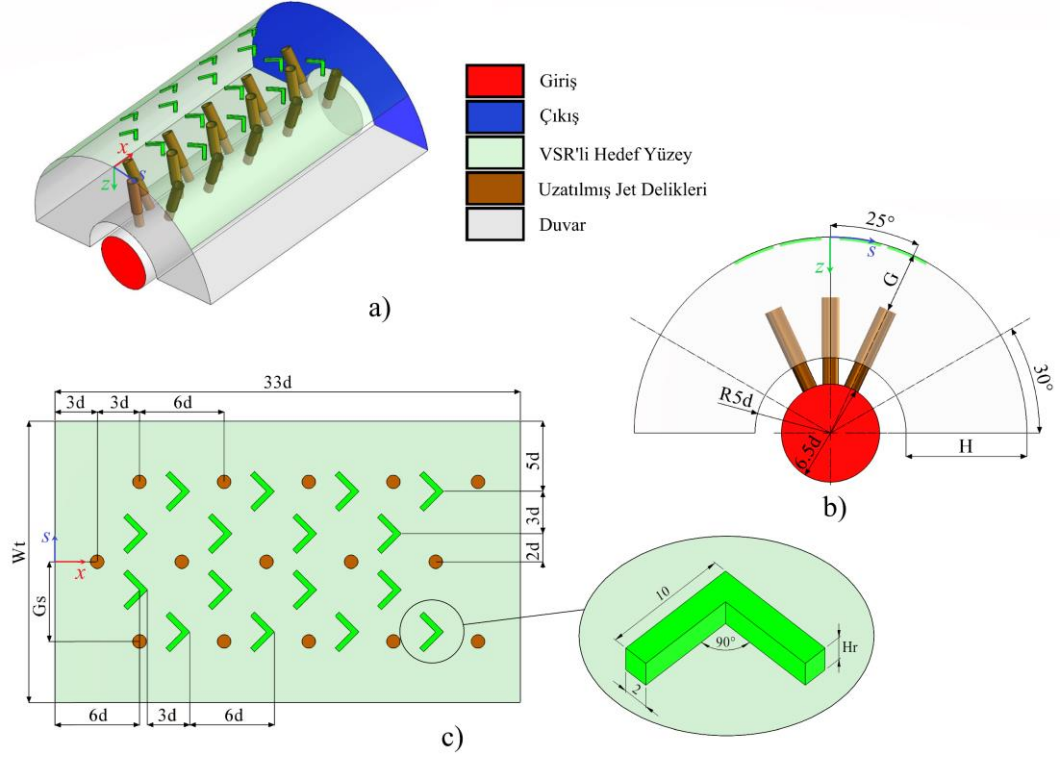 a)
x
s
z
Giriş
Çıkış
VSR'li Hedef Yüzey
Uzatılmış Jet Delikleri
Duvar
25°
s
z
G
30°
R5d
6.5d
H
b)
33d
3d
3d
6d
5d
3d
2d
Wt
s
x
Gs
6d
3d
6d
c)
10
90°
Hr
2